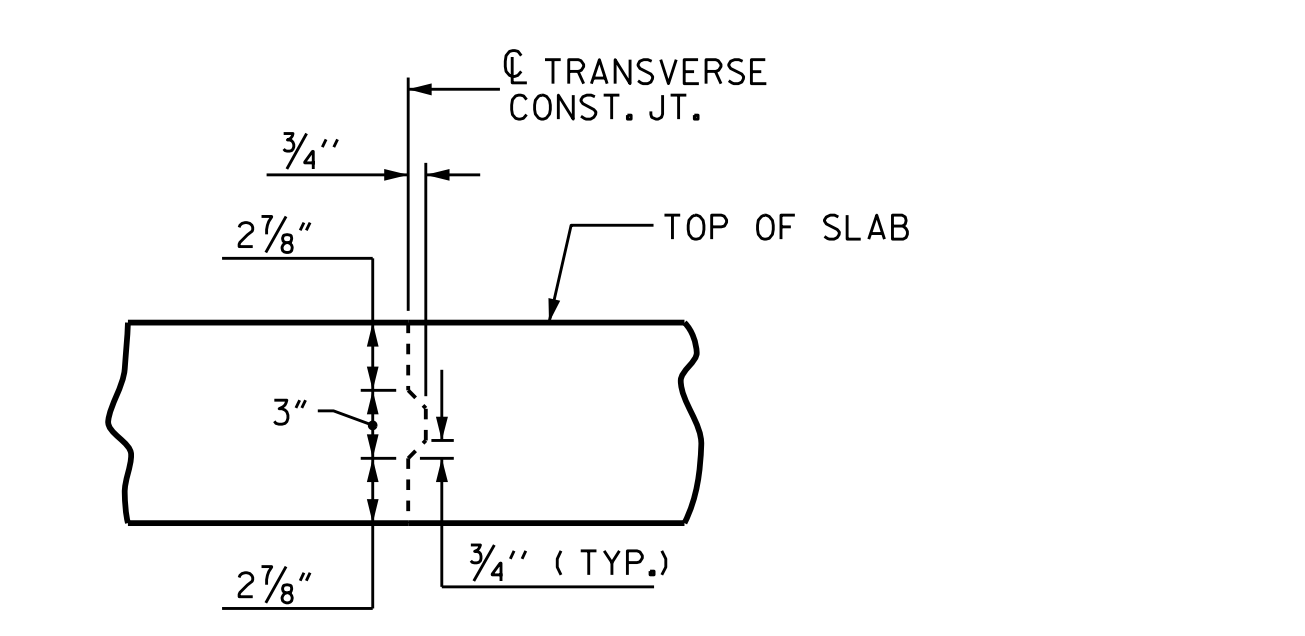 ℄ TRANSVERSE
CONST. JT.
3/4"
2 7/8"
TOP OF SLAB
3"
3/4" (TYP.)
2 7/8"